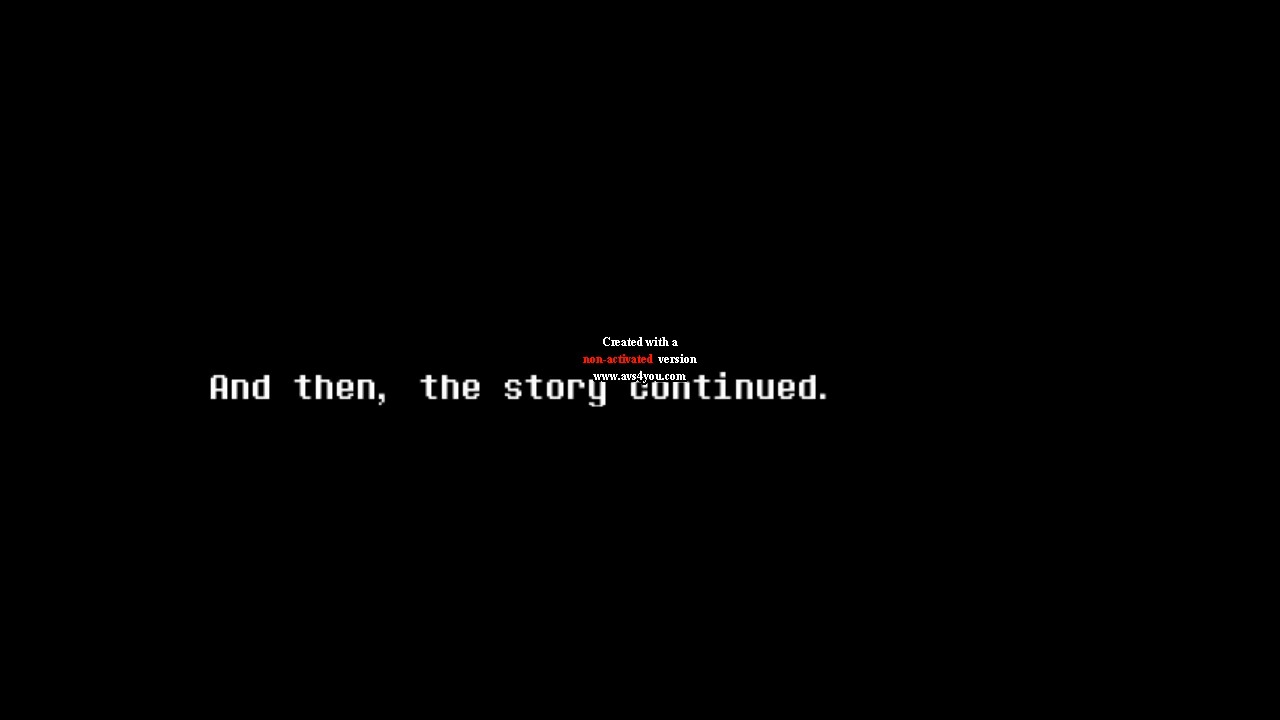 Created with a
non-activated version
www.avs4you.com
And then, the story continued.